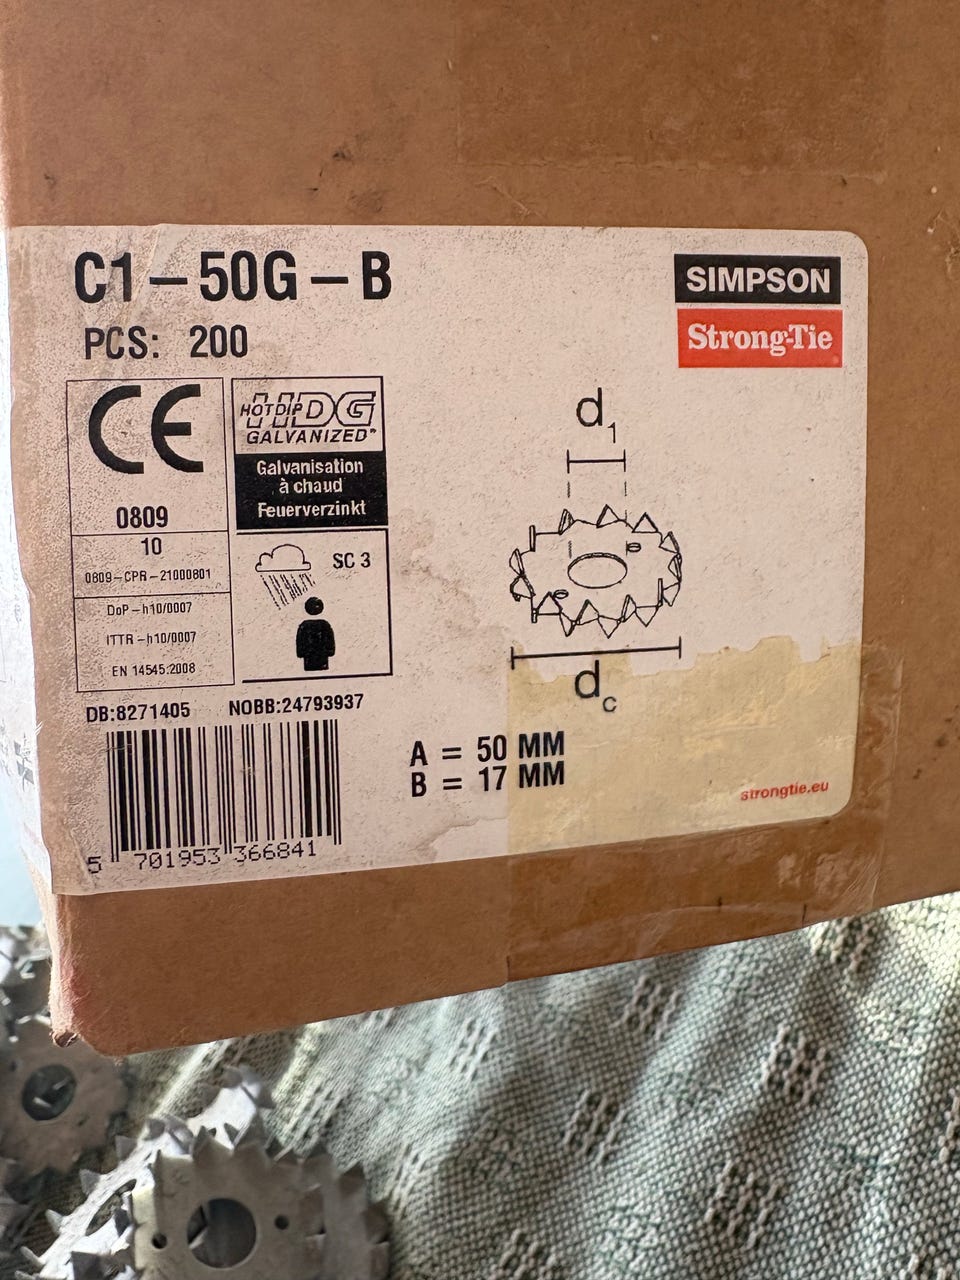 C1-50G-B
PCS: 200
SIMPSON
Strong-Tie
CE
0809
10
0809-CPR-21000801
DoP-h10/0007
ITTR-h10/0007
EN 14545:2008
HDG
HOT DIP
GALVANIZED™
Galvanisation
à chaud
Feuerverzinkt
SC 3
d1
dc
DB:8271405 NOBB:24793937
5 701953 366841
A = 50 MM
B = 17 MM
strongtie.eu